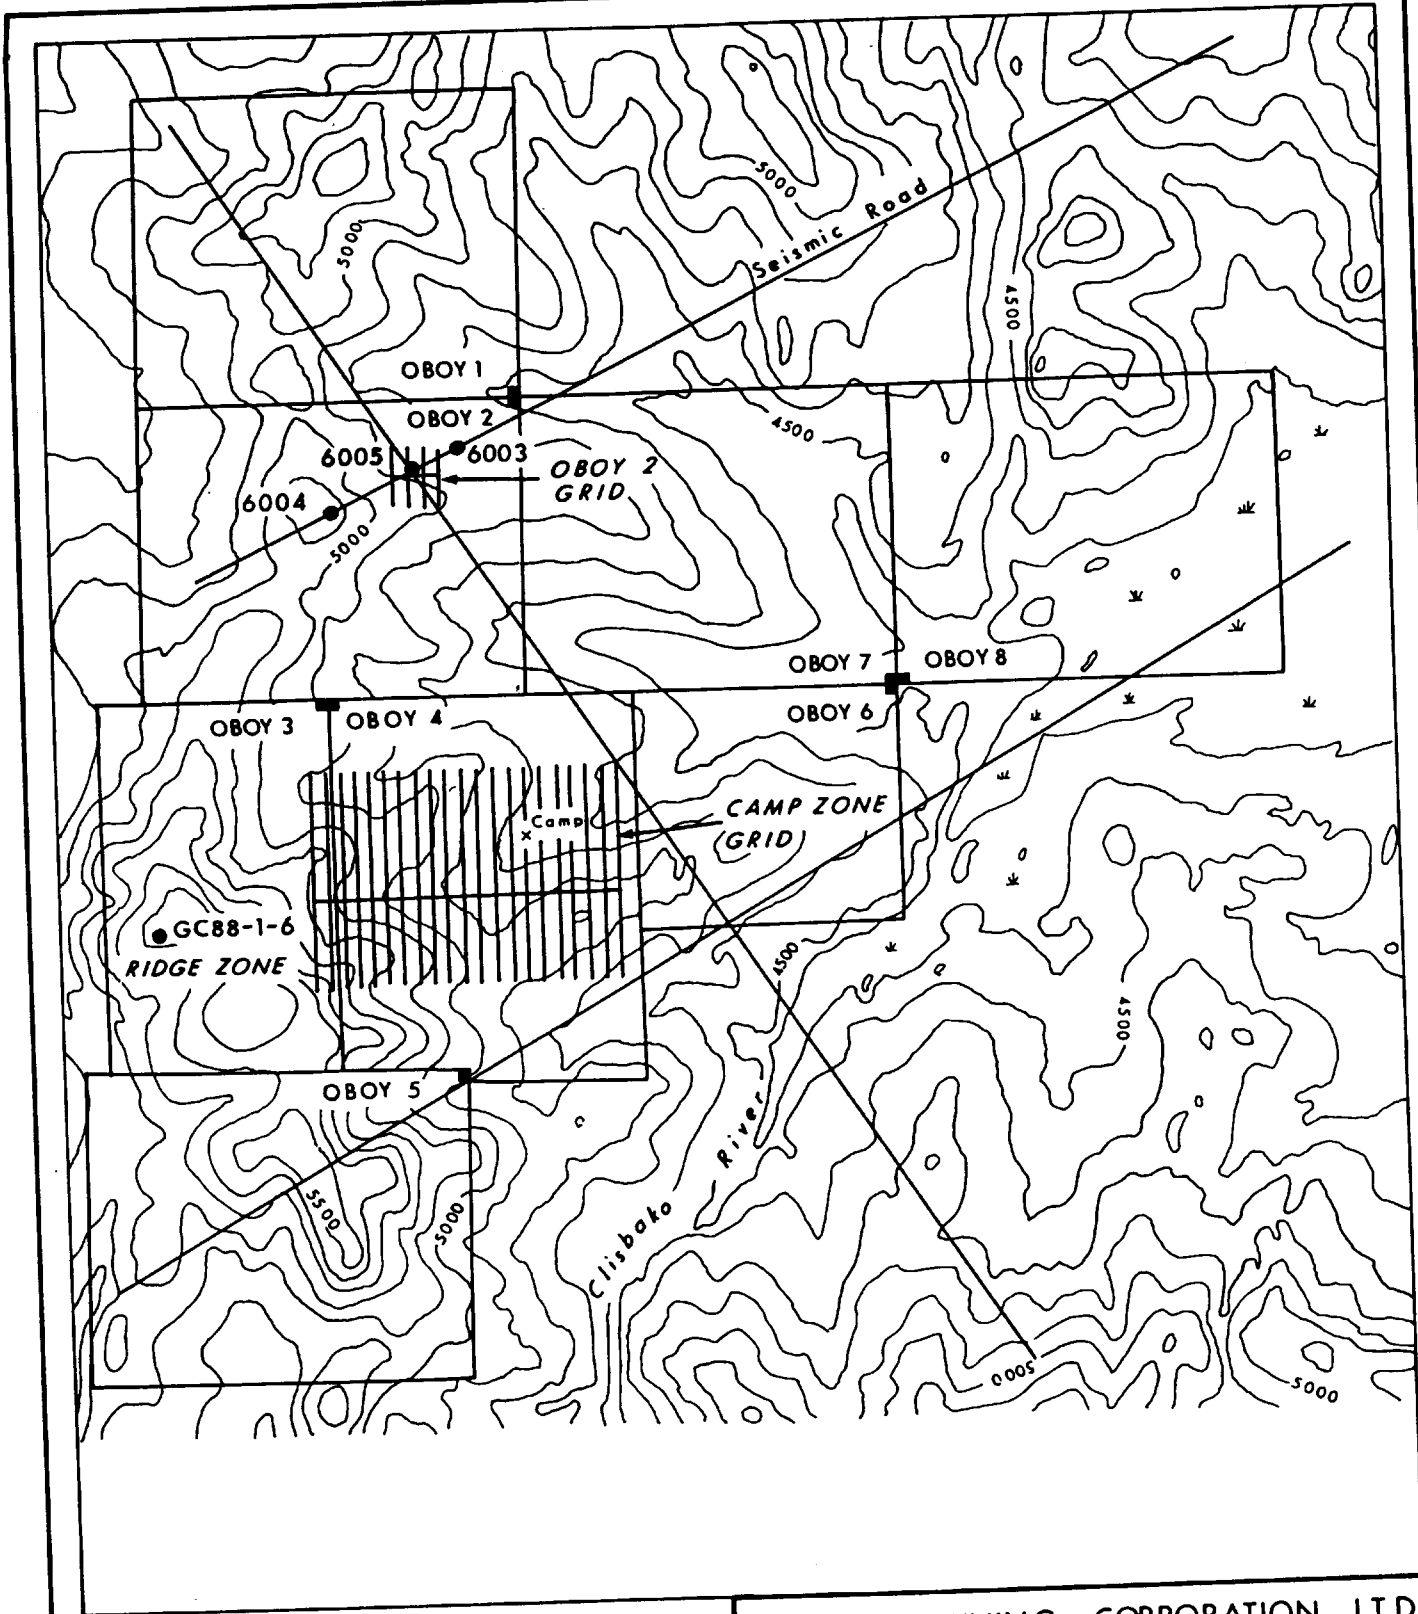 5000
Seismic Road
5000
4500
OBOY 1
OBOY 2
4500
6005
6003
OBOY 2
GRID
6004
5000
OBOY 7
OBOY 8
OBOY 3
OBOY 4
OBOY 6
CAMP ZONE
GRID
x Camp
GC88-1-6
RIDGE ZONE
4500
4500
OBOY 5
Clisbako River
5500
5000
5000
5000
CORPORATION LTD